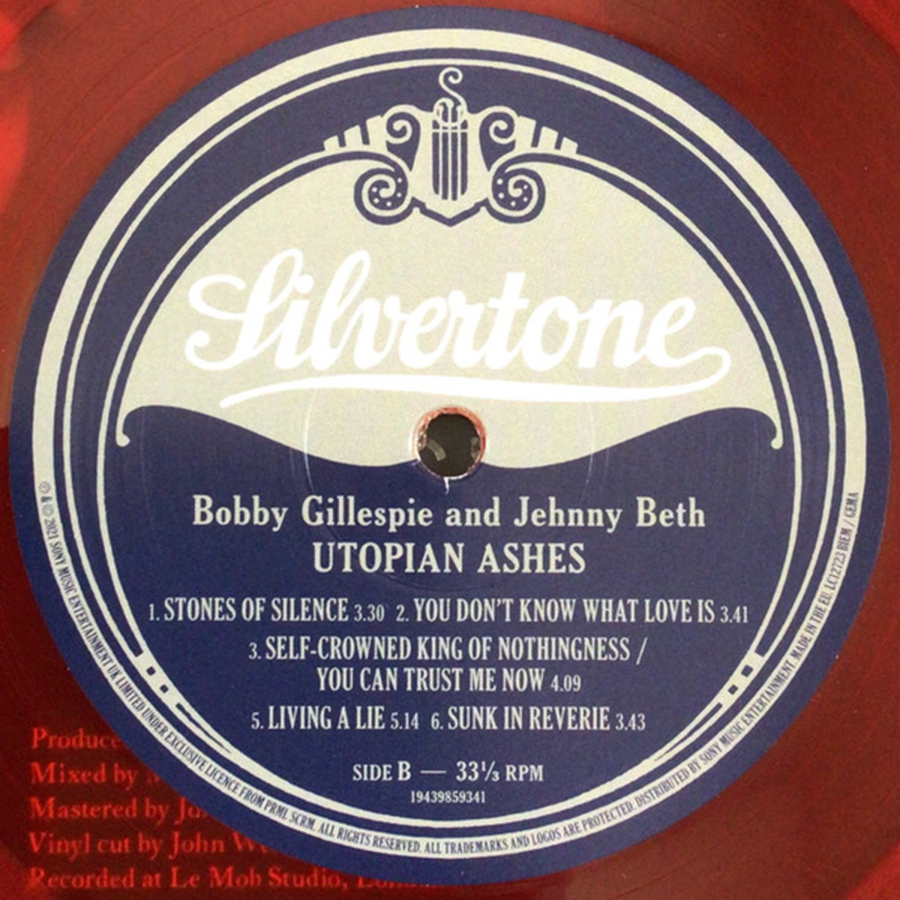 Silvertone
Bobby Gillespie and Jehnny Beth
UTOPIAN ASHES
1. STONES OF SILENCE 3.30 2. YOU DON'T KNOW WHAT LOVE IS 3.41
3. SELF-CROWNED KING OF NOTHINGNESS /
YOU CAN TRUST ME NOW 4.09
5. LIVING A LIE 5.14 6. SUNK IN REVERIE 3.43
SIDE B — 33⅓ RPM
19439859341
℗ & © 2021 SONY MUSIC ENTERTAINMENT UK LIMITED UNDER EXCLUSIVE LICENCE FROM PRML SCRM. ALL RIGHTS RESERVED. ALL TRADEMARKS AND LOGOS ARE PROTECTED. DISTRIBUTED BY SONY MUSIC ENTERTAINMENT. MADE IN THE EU. LC12723 BIEM / GEMA
Produce
Mixed by
Mastered by Jo
Vinyl cut by John W
Recorded at Le Mob Studio,